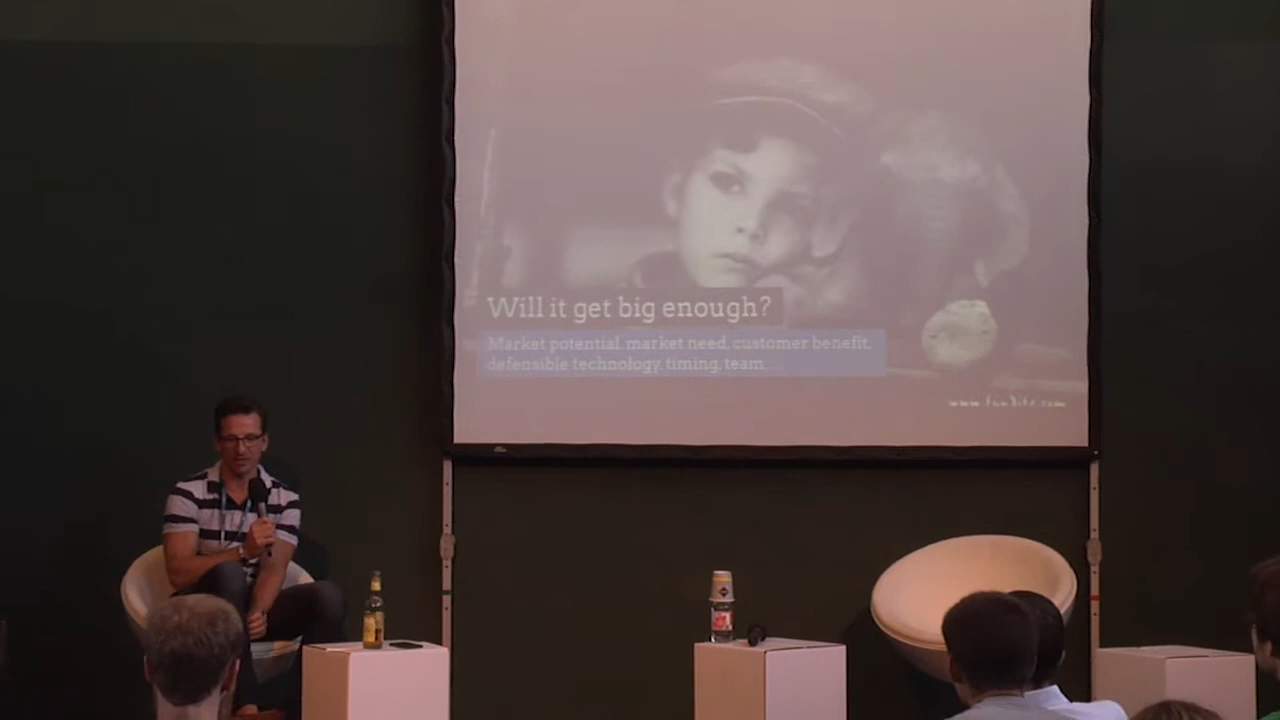 Will it get big enough?
Market potential, market need, customer benefit,
defensible technology, timing, team...